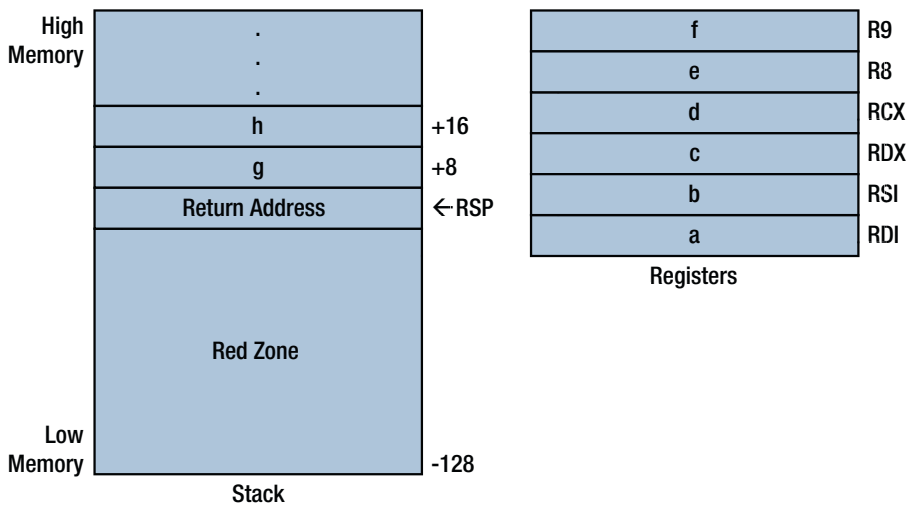 High
Memory
.
.
.
h
+16
g
+8
Return Address
←RSP
Red Zone
Low
Memory
-128
Stack
f
R9
e
R8
d
RCX
c
RDX
b
RSI
a
RDI
Registers